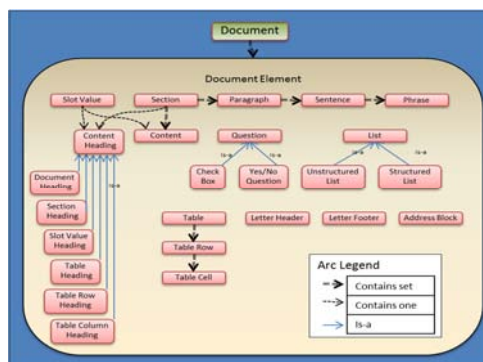 Document
Document Element
Slot Value
Section
Paragraph
Sentence
Phrase
Content
Heading
Content
Question
List
Is-a
Is-a
Is-a
Document
Heading
Check
Box
Yes/No
Question
Unstructured
List
Structured
List
Section
Heading
Slot Value
Heading
Table
Letter Header
Letter Footer
Address Block
Table
Heading
Table Row
Table Row
Heading
Table Cell
Table Column
Heading
Arc Legend
Contains set
Contains one
Is-a